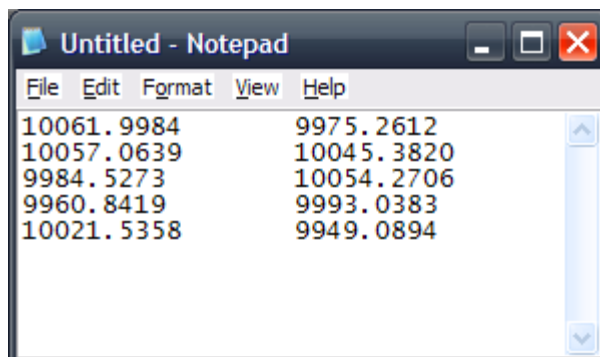 Untitled - Notepad
File Edit Format View Help
10061.9984 9975.2612
10057.0639 10045.3820
9984.5273 10054.2706
9960.8419 9993.0383
10021.5358 9949.0894